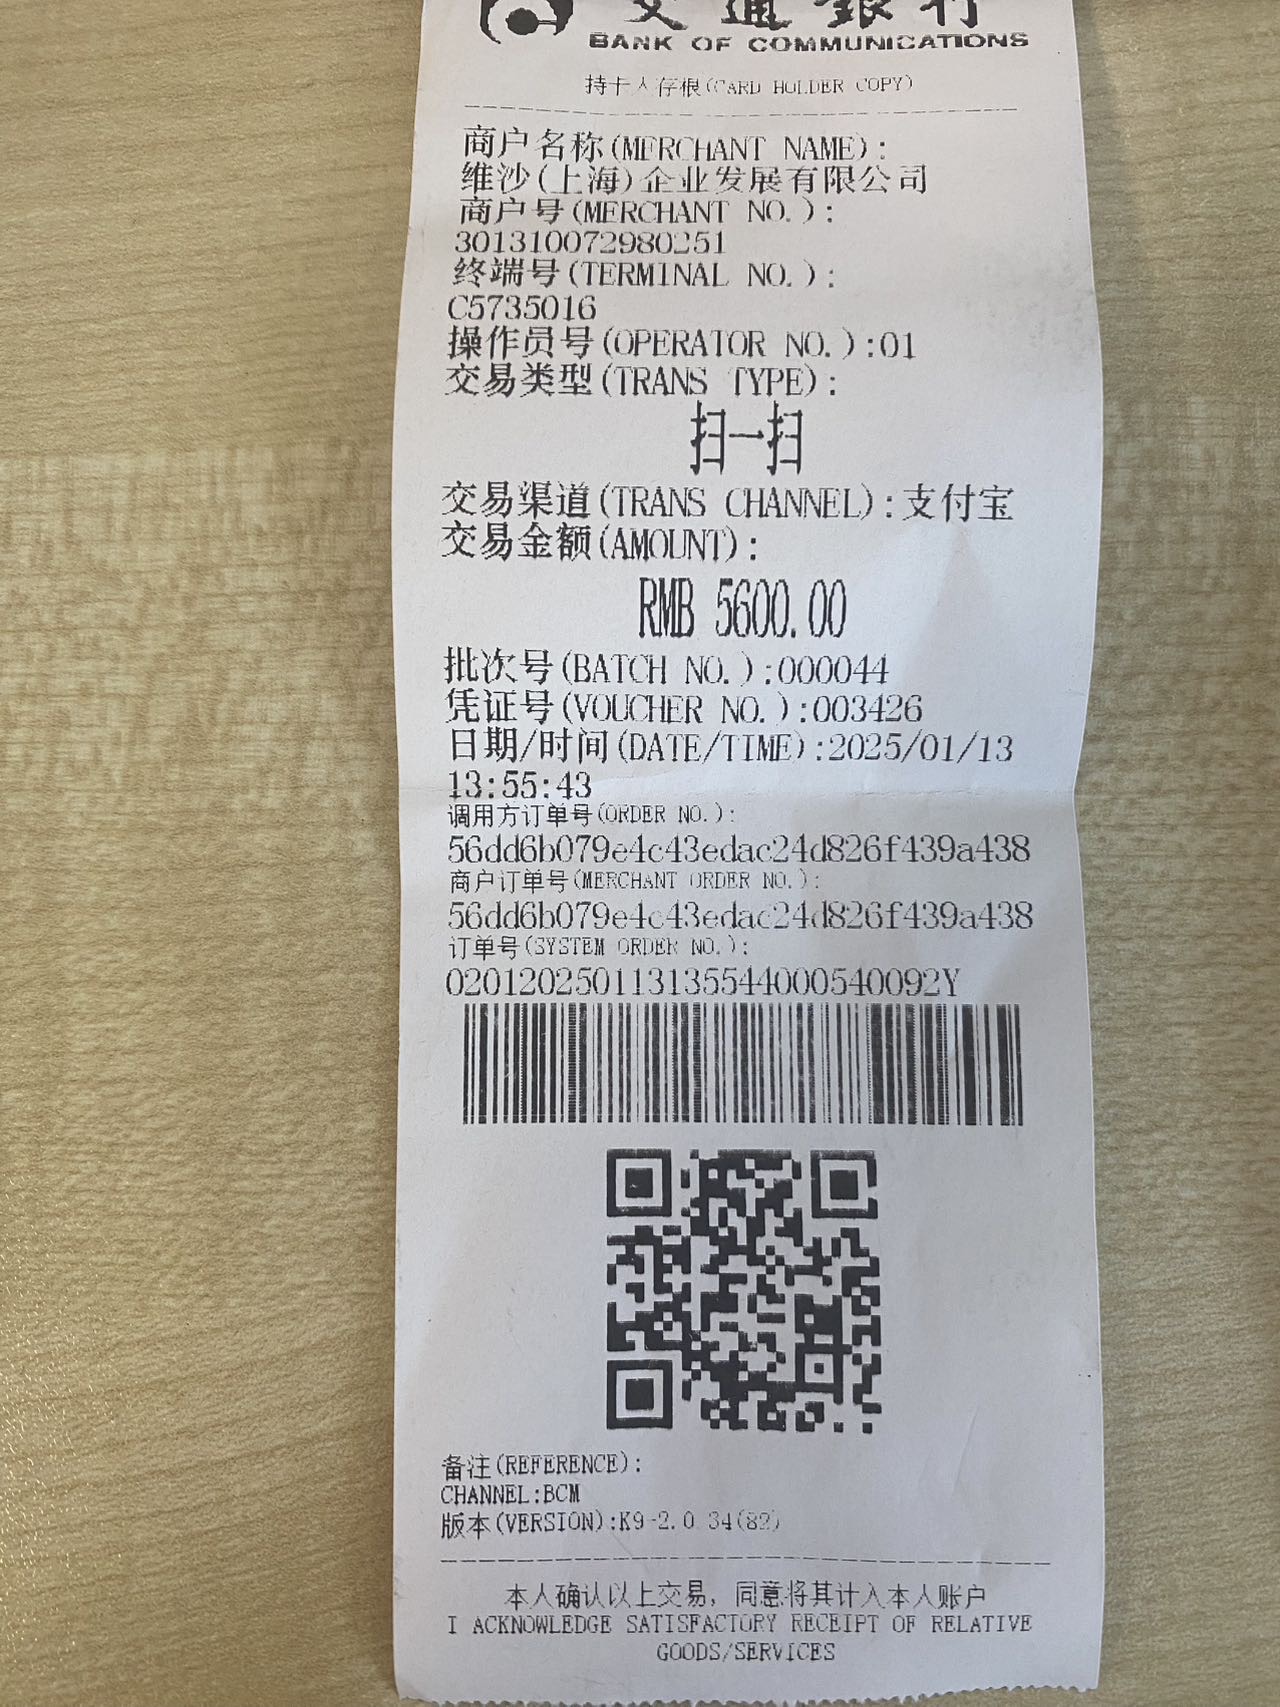 交通銀行
BANK OF COMMUNICATIONS
持卡人存根(CARD HOLDER COPY)
商户名称(MERCHANT NAME):
维沙(上海)企业发展有限公司
商户号(MERCHANT NO.):
301310072980251
终端号(TERMINAL NO.):
C5735016
操作员号(OPERATOR NO.):01
交易类型(TRANS TYPE):
扫一扫
交易渠道(TRANS CHANNEL):支付宝
交易金额(AMOUNT):
RMB 5600.00
批次号(BATCH NO.):000044
凭证号(VOUCHER NO.):003426
日期/时间(DATE/TIME):2025/01/13
13:55:43
调用方订单号(ORDER NO.):
56dd6b079e4c43edac24d826f439a438
商户订单号(MERCHANT ORDER NO.):
56dd6b079e4c43edac24d826f439a438
订单号(SYSTEM ORDER NO.):
020120250113135544000540092Y
备注(REFERENCE):
CHANNEL:BCM
版本(VERSION):K9-2.0.34(82)
本人确认以上交易，同意将其计入本人账户
I ACKNOWLEDGE SATISFACTORY RECEIPT OF RELATIVE
GOODS/SERVICES